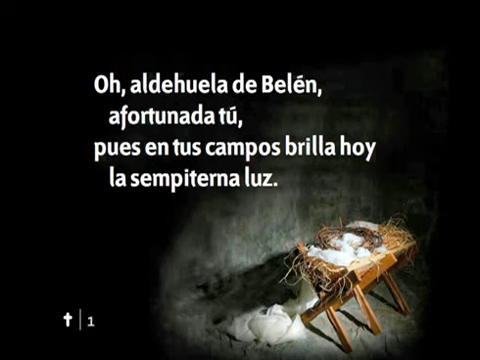 Oh, aldehuela de Belén,
afortunada tú,
pues en tus campos brilla hoy
la sempiterna luz.
1